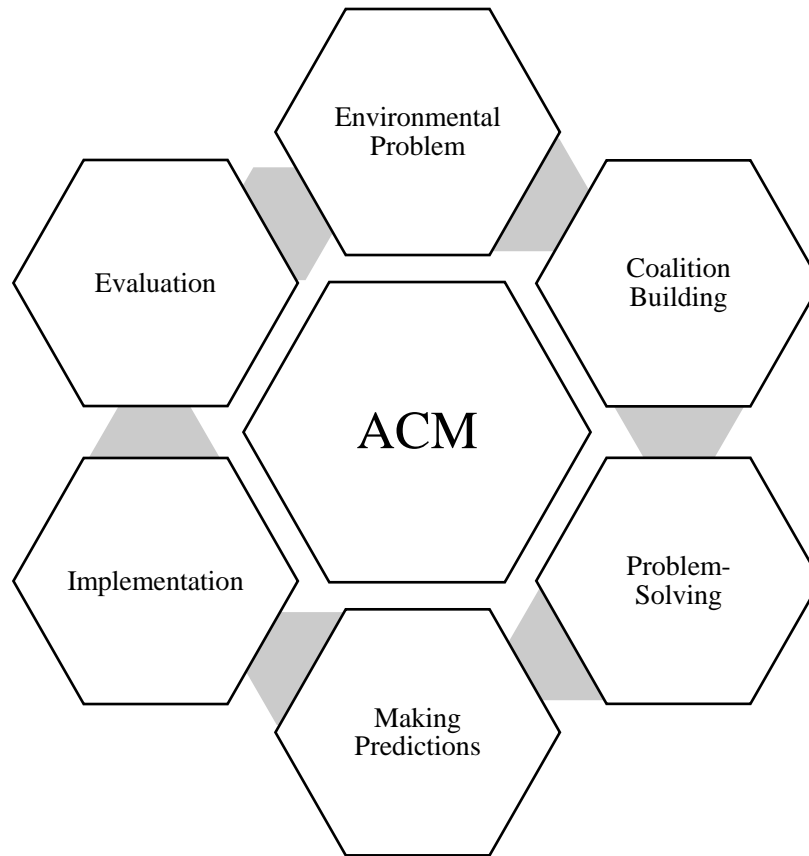 Environmental
Problem
Coalition
Building
Problem-
Solving
Making
Predictions
Implementation
Evaluation
ACM